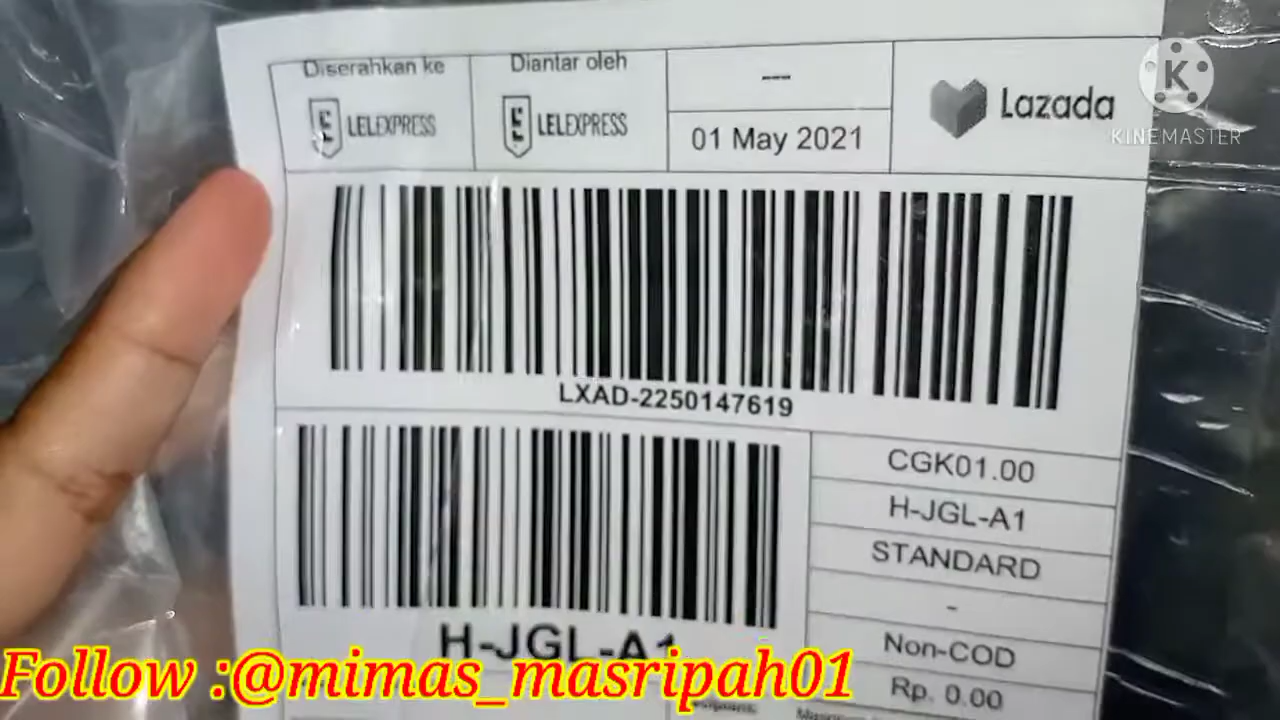 Diserahkan ke
LELEXPRESS
Diantar oleh
LELEXPRESS
---
01 May 2021
Lazada
K
KINEMASTER
LXAD-2250147619
H-JGL-A1
CGK01.00
H-JGL-A1
STANDARD
-
Non-COD
Rp. 0.00
Follow :@mimas_masripah01